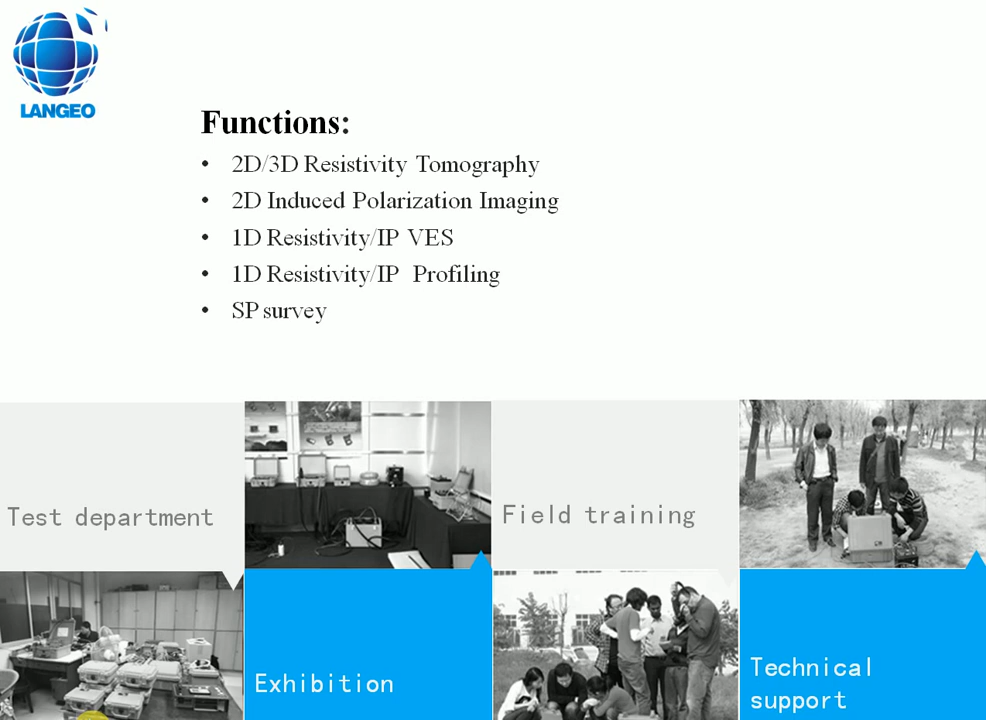 LANGEO
Functions:
• 2D/3D Resistivity Tomography
• 2D Induced Polarization Imaging
• 1D Resistivity/IP VES
• 1D Resistivity/IP Profiling
• SP survey
Test department
Field training
Exhibition
Technical
support